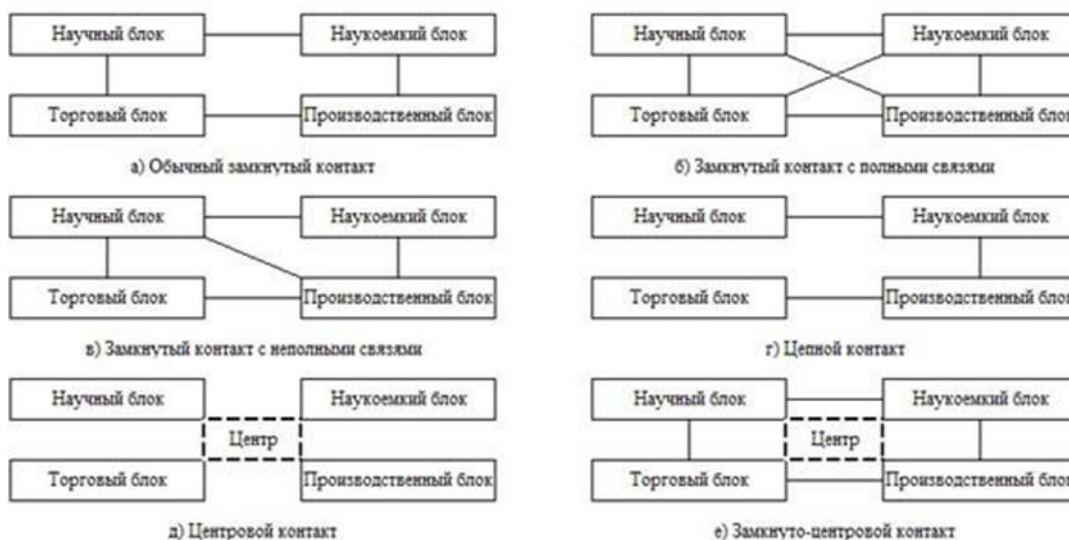 Научный блок
Наукоемкий блок
Торговый блок
Производственный блок
а) Обычный замкнутый контакт
Научный блок
Наукоемкий блок
Торговый блок
Производственный блок
б) Замкнутый контакт с полными связями
Научный блок
Наукоемкий блок
Торговый блок
Производственный блок
в) Замкнутый контакт с неполными связями
Научный блок
Наукоемкий блок
Торговый блок
Производственный блок
г) Цепной контакт
Научный блок
Наукоемкий блок
Центр
Торговый блок
Производственный блок
д) Центровой контакт
Научный блок
Наукоемкий блок
Центр
Торговый блок
Производственный блок
е) Замкнуто-центровой контакт